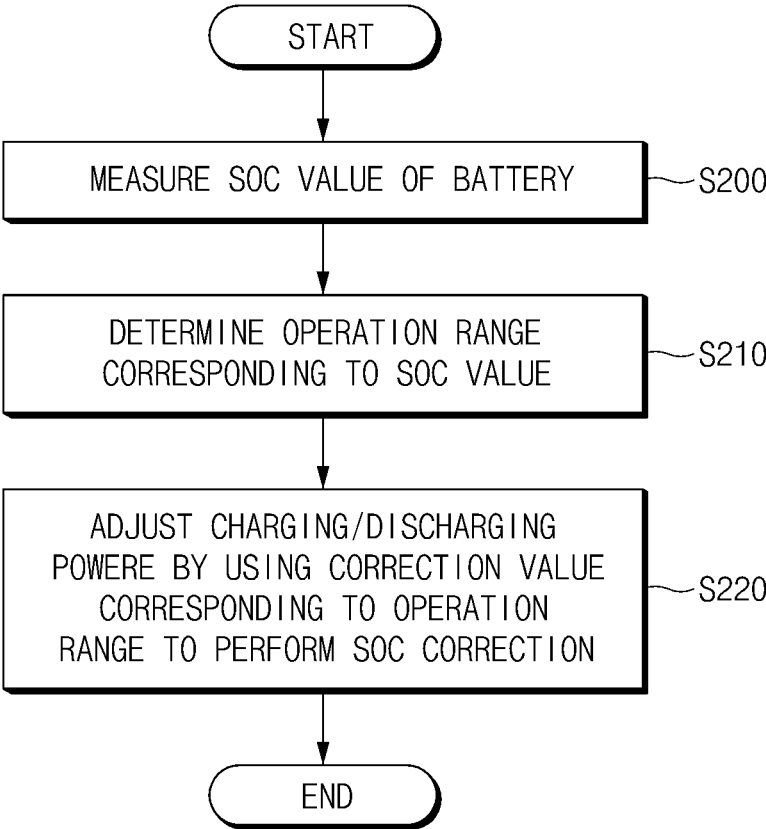 START
MEASURE SOC VALUE OF BATTERY
S200
DETERMINE OPERATION RANGE
CORRESPONDING TO SOC VALUE
S210
ADJUST CHARGING/DISCHARGING
POWERE BY USING CORRECTION VALUE
CORRESPONDING TO OPERATION
RANGE TO PERFORM SOC CORRECTION
S220
END